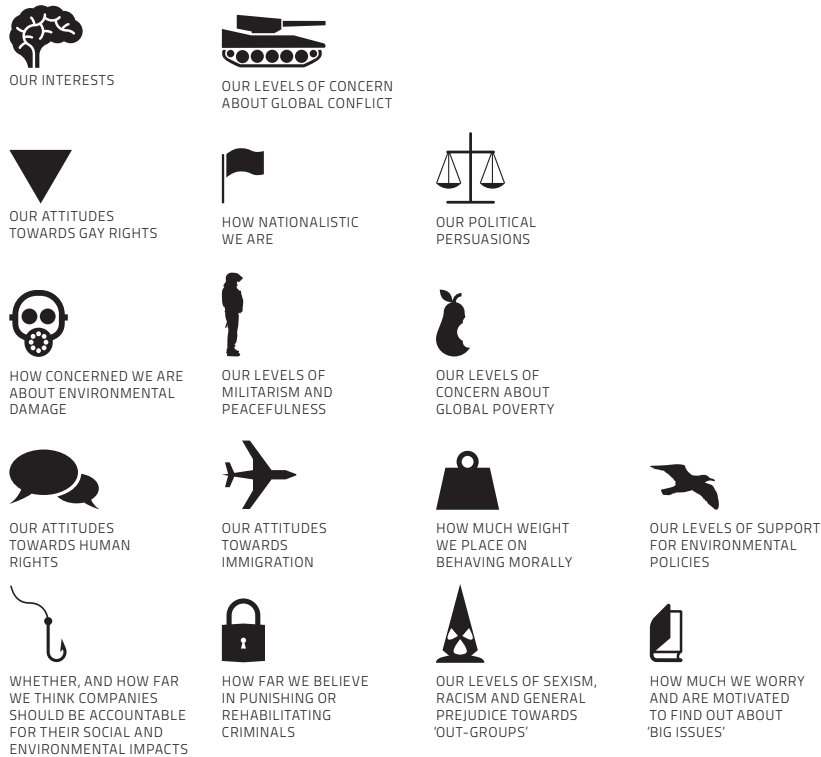 OUR INTERESTS
OUR LEVELS OF CONCERN
ABOUT GLOBAL CONFLICT
OUR ATTITUDES
TOWARDS GAY RIGHTS
HOW NATIONALISTIC
WE ARE
OUR POLITICAL
PERSUASIONS
HOW CONCERNED WE ARE
ABOUT ENVIRONMENTAL
DAMAGE
OUR LEVELS OF
MILITARISM AND
PEACEFULNESS
OUR LEVELS OF
CONCERN ABOUT
GLOBAL POVERTY
OUR ATTITUDES
TOWARDS HUMAN
RIGHTS
OUR ATTITUDES
TOWARDS
IMMIGRATION
HOW MUCH WEIGHT
WE PLACE ON
BEHAVING MORALLY
OUR LEVELS OF SUPPORT
FOR ENVIRONMENTAL
POLICIES
WHETHER, AND HOW FAR
WE THINK COMPANIES
SHOULD BE ACCOUNTABLE
FOR THEIR SOCIAL AND
ENVIRONMENTAL IMPACTS
HOW FAR WE BELIEVE
IN PUNISHING OR
REHABILITATING
CRIMINALS
OUR LEVELS OF SEXISM,
RACISM AND GENERAL
PREJUDICE TOWARDS
'OUT-GROUPS'
HOW MUCH WE WORRY
AND ARE MOTIVATED
TO FIND OUT ABOUT
'BIG ISSUES'